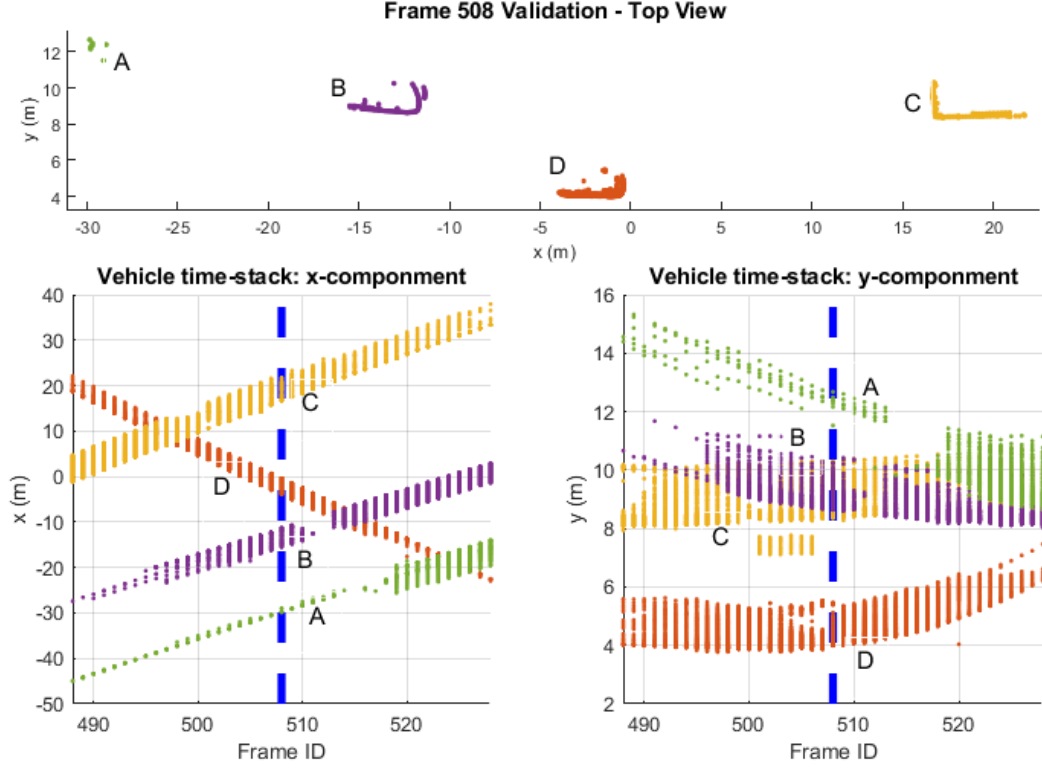 Frame 508 Validation - Top View
12
10
8
6
4
y (m)
A
B
C
D
-30
-25
-20
-15
-10
-5
0
5
10
15
20
x (m)
Vehicle time-stack: x-componment
40
30
20
10
0
-10
-20
-30
-40
-50
x (m)
C
D
B
A
490
500
510
520
Frame ID
Vehicle time-stack: y-componment
16
14
12
10
8
6
4
2
y (m)
A
B
C
D
490
500
510
520
Frame ID